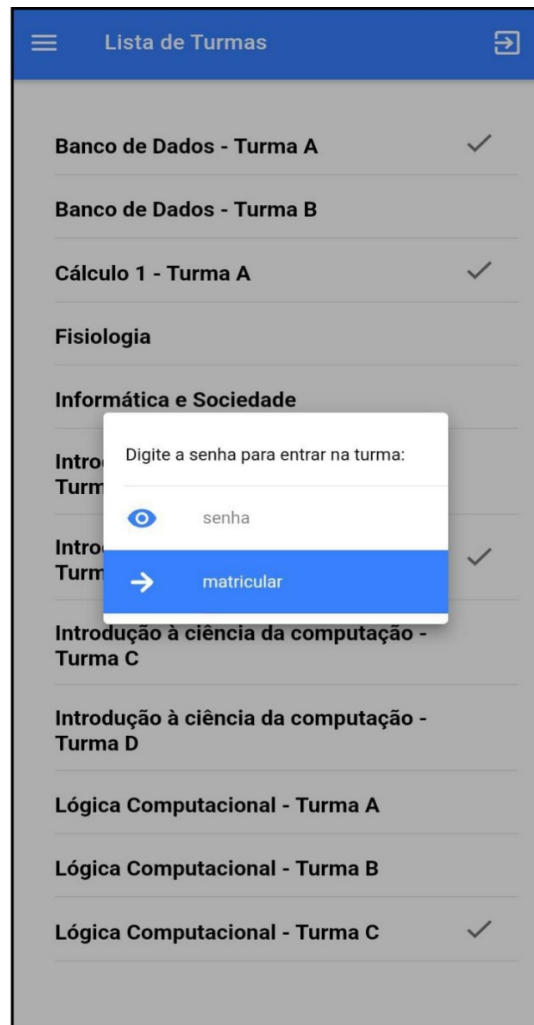 Lista de Turmas
Banco de Dados - Turma A
Banco de Dados - Turma B
Cálculo 1 - Turma A
Fisiologia
Informática e Sociedade
Digite a senha para entrar na turma:
senha
matricular
Introdução à ciência da computação -
Turma C
Introdução à ciência da computação -
Turma D
Lógica Computacional - Turma A
Lógica Computacional - Turma B
Lógica Computacional - Turma C